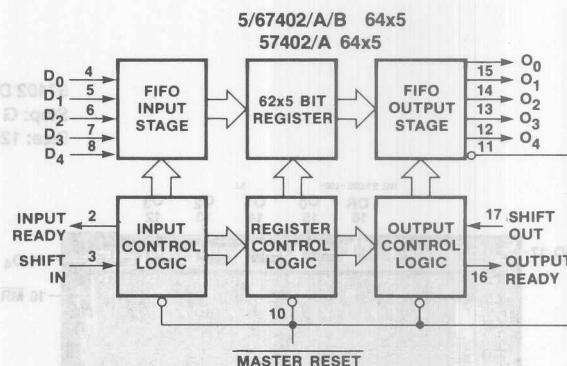 5/67402/A/B 64x5
57402/A 64x5
D0 4
D1 5
D2 6
D3 7
D4 8
FIFO
INPUT
STAGE
62x5 BIT
REGISTER
FIFO
OUTPUT
STAGE
O0
15 O1
14 O2
13 O3
12 O4
11
INPUT
READY
2
SHIFT
IN
3
INPUT
CONTROL
LOGIC
REGISTER
CONTROL
LOGIC
OUTPUT
CONTROL
LOGIC
17 SHIFT
OUT
16 OUTPUT
READY
10
MASTER RESET